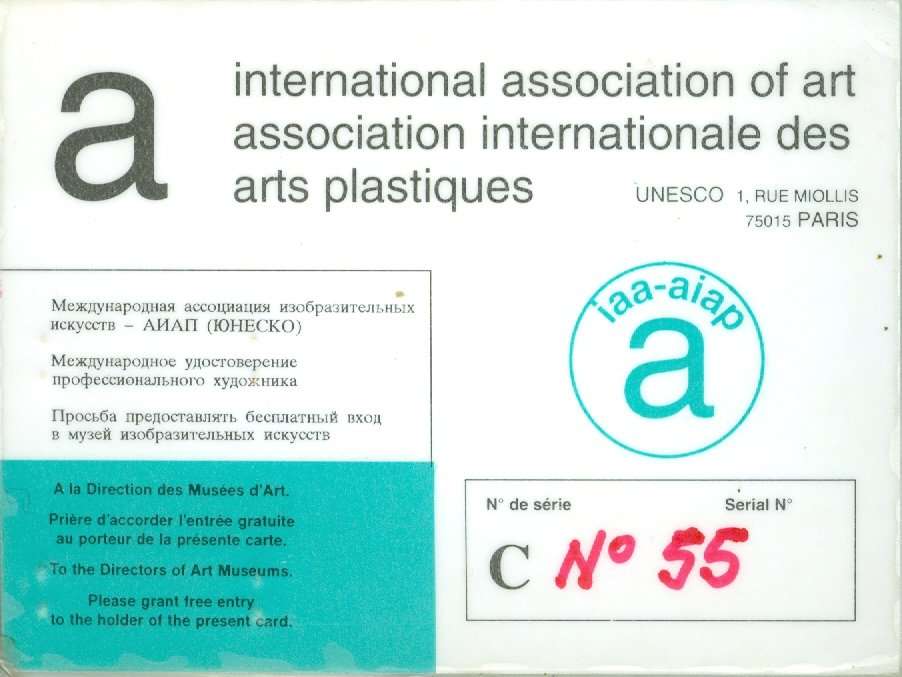 a
international association of art
association internationale des
arts plastiques
UNESCO 1, RUE MIOLLIS
75015 PARIS
Международная ассоциация изобразительных
искусств – АИАП (ЮНЕСКО)
Международное удостоверение
профессионального художника
Просьба предоставлять бесплатный вход
в музей изобразительных искусств
iaa-aiap
a
A la Direction des Musées d'Art.
Prière d'accorder l'entrée gratuite
au porteur de la présente carte.
To the Directors of Art Museums.
Please grant free entry
to the holder of the present card.
N° de série Serial N°
C № 55